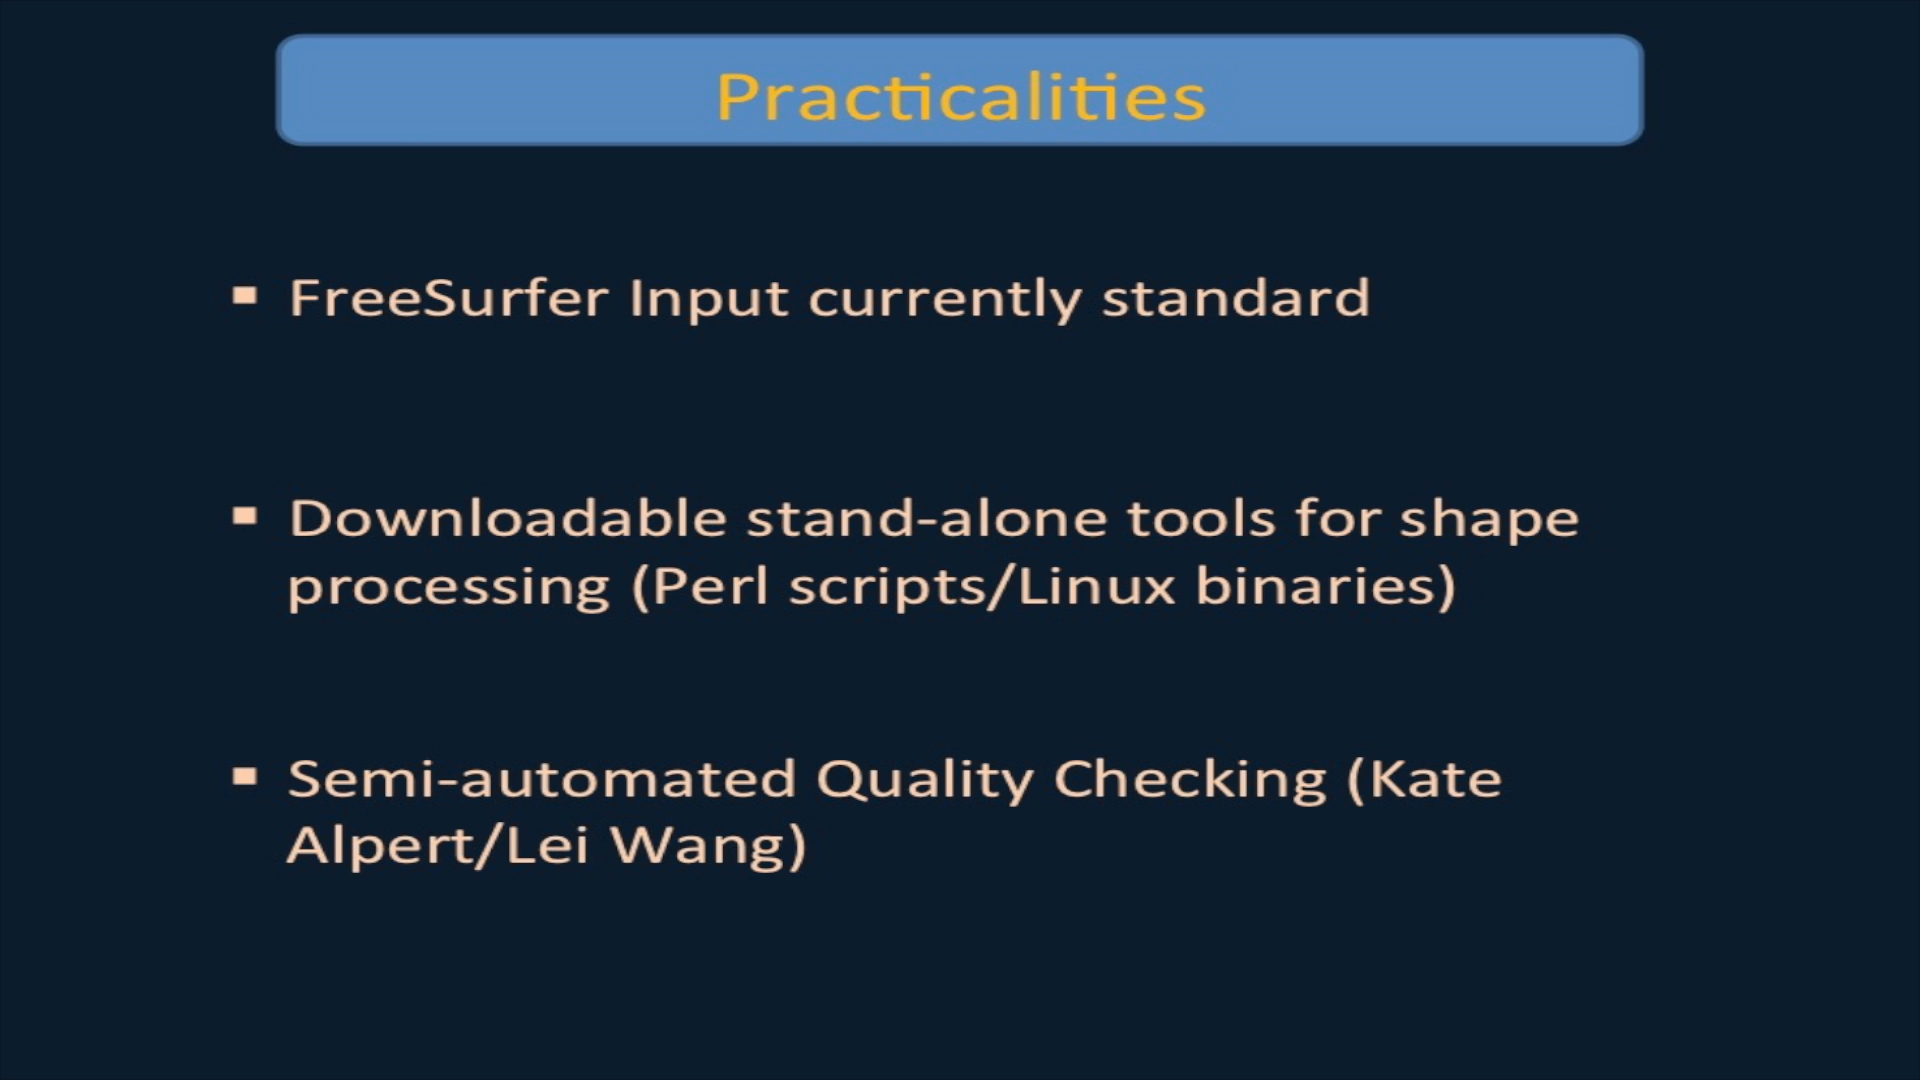 Practicalities
▪ FreeSurfer Input currently standard
▪ Downloadable stand-alone tools for shape
processing (Perl scripts/Linux binaries)
▪ Semi-automated Quality Checking (Kate
Alpert/Lei Wang)